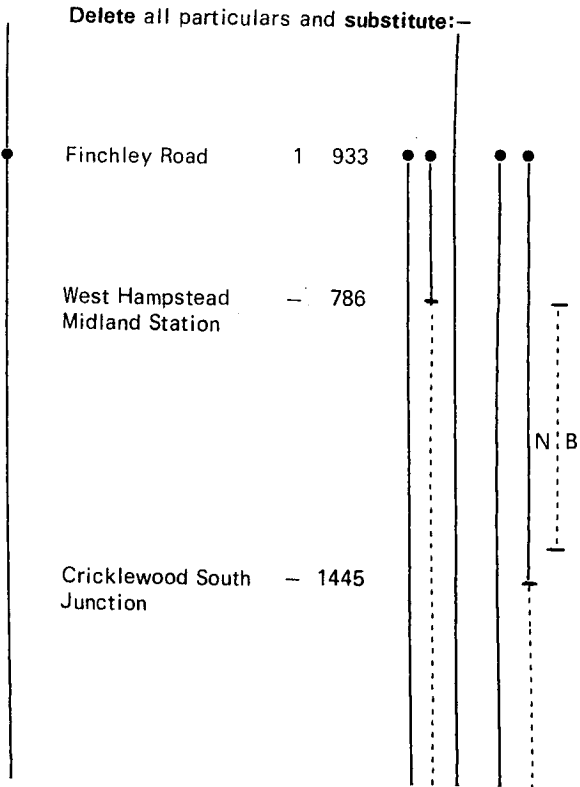 Delete all particulars and substitute:–
Finchley Road 1 933
West Hampstead – 786
Midland Station
N B
Cricklewood South – 1445
Junction